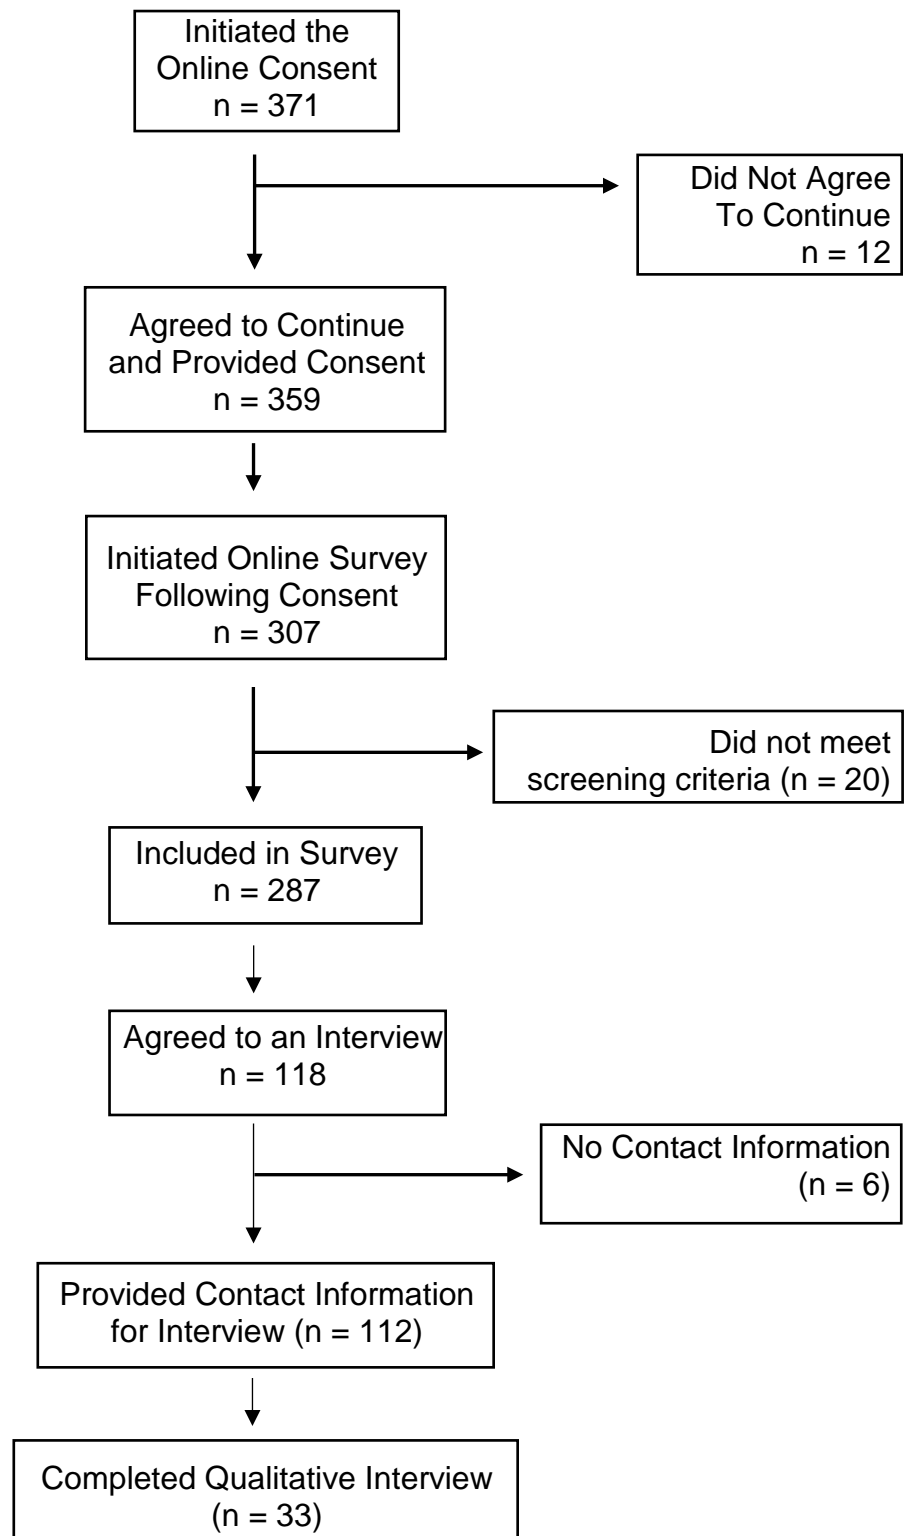 Initiated the
Online Consent
n = 371
Did Not Agree
To Continue
n = 12
Agreed to Continue
and Provided Consent
n = 359
Initiated Online Survey
Following Consent
n = 307
Did not meet
screening criteria (n = 20)
Included in Survey
n = 287
Agreed to an Interview
n = 118
No Contact Information
(n = 6)
Provided Contact Information
for Interview (n = 112)
Completed Qualitative Interview
(n = 33)